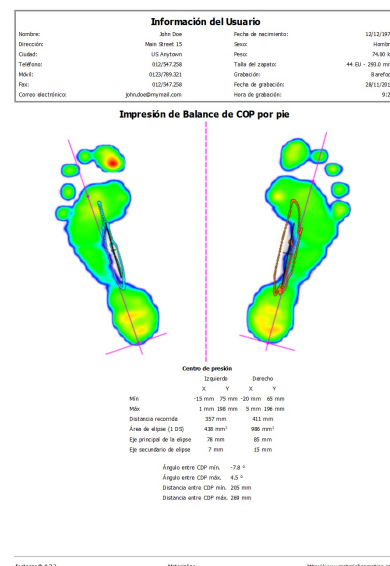 Información del Usuario
Nombre: John Doe Fecha de nacimiento: 12/12/197
Dirección: Main Street 15 Sexo: Hombr
Ciudad: US Anytown Peso: 74.00 k
Teléfono: 012/547.258 Talla del zapato: 44 EU - 293.0 mm
Móvil: 0123/789.321 Grabación: Barefoo
Fax: 012/547.258 Fecha de grabación: 28/11/201
Correo electrónico: john.doe@mymail.com Hora de grabación: 9:2
Impresión de Balance de COP por pie
Centro de presión
Izquierdo Derecho
X Y X Y
Mín -15 mm 75 mm -20 mm 65 mm
Máx 1 mm 198 mm 5 mm 196 mm
Distancia recorrida 357 mm 411 mm
Área de elipse (1 DS) 438 mm² 986 mm²
Eje principal de la elipse 78 mm 85 mm
Eje secundario de elipse 7 mm 15 mm
Ángulo entre CDP mín. -7.8 º
Ángulo entre CDP máx. 4.5 º
Distancia entre CDP mín. 205 mm
Distancia entre CDP máx. 269 mm